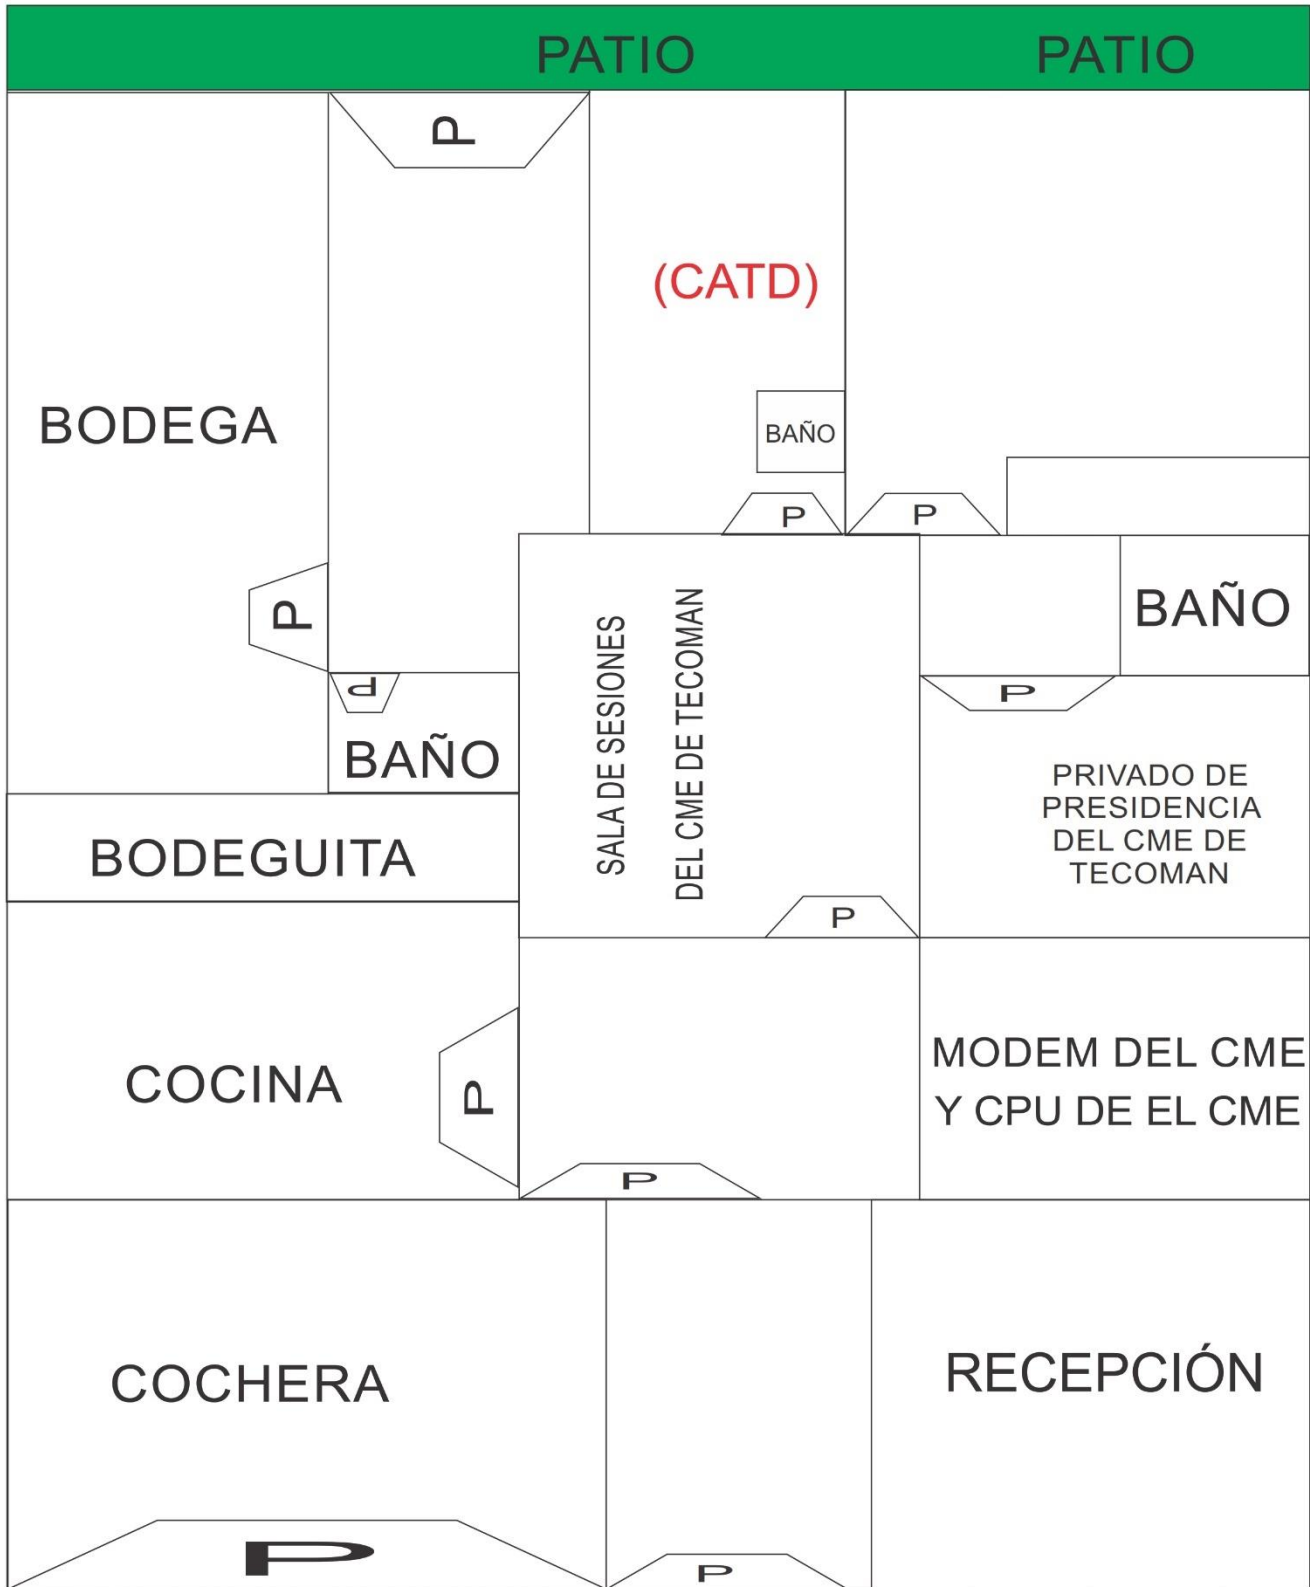 PATIO
PATIO
P
(CATD)
BODEGA
BAÑO
P
P
P
BAÑO
SALA DE SESIONES
DEL CME DE TECOMAN
P
BAÑO
P
PRIVADO DE
PRESIDENCIA
DEL CME DE
TECOMAN
BODEGUITA
P
COCINA
P
MODEM DEL CME
Y CPU DE EL CME
P
COCHERA
RECEPCIÓN
P
P